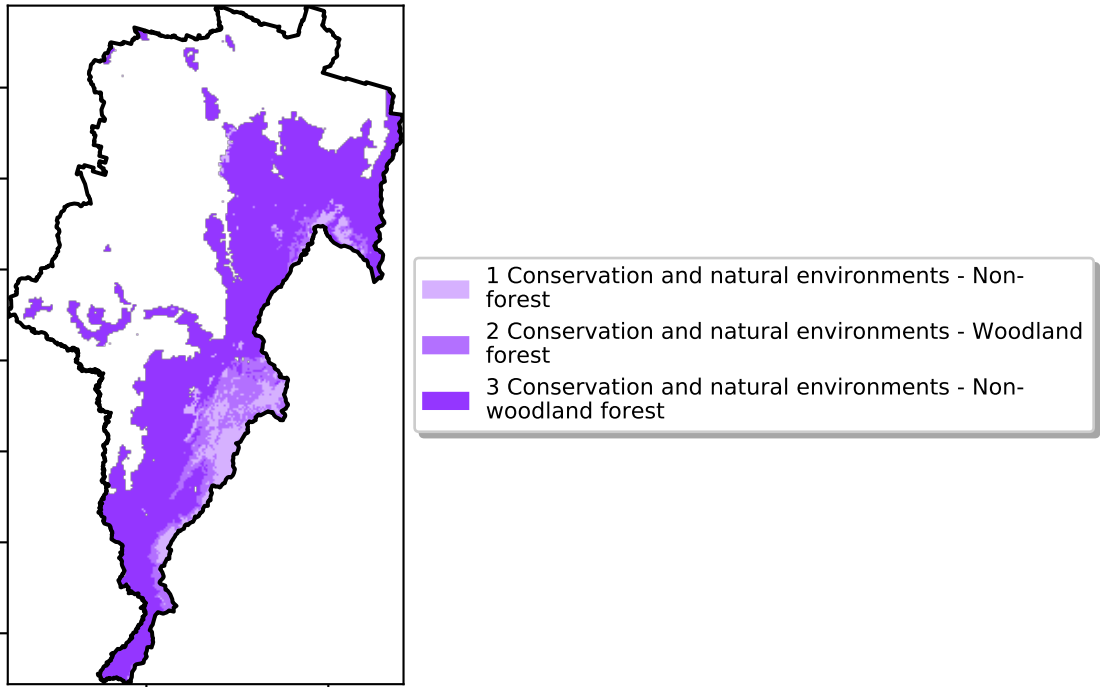 1 Conservation and natural environments - Non-
forest
2 Conservation and natural environments - Woodland
forest
3 Conservation and natural environments - Non-
woodland forest